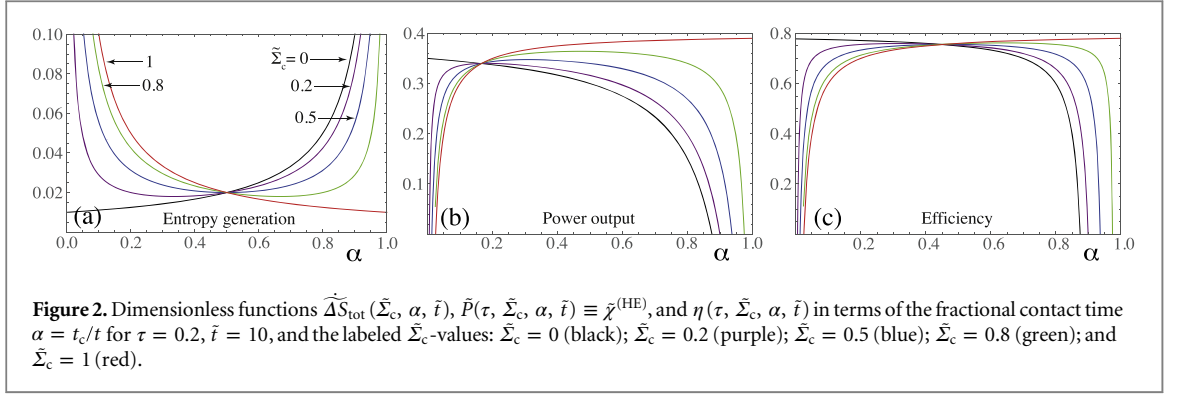 0.10
0.08
0.06
0.04
0.02
0.0 0.2 0.4 0.6 0.8 1.0
α
1
0.8
Σ̃c= 0
0.2
0.5
(a) Entropy generation
0.4
0.3
0.2
0.1
0.2 0.4 0.6 0.8 1.0
α
(b) Power output
0.8
0.6
0.4
0.2
0.2 0.4 0.6 0.8 1.0
α
(c) Efficiency
Figure 2. Dimensionless functions \dot{\widetilde{ΔS}}tot (Σ̃c, α, t̃), P̃(τ, Σ̃c, α, t̃) ≡ χ̃^(HE), and η (τ, Σ̃c, α, t̃) in terms of the fractional contact time
α = tc/t for τ = 0.2, t̃ = 10, and the labeled Σ̃c-values: Σ̃c = 0 (black); Σ̃c = 0.2 (purple); Σ̃c = 0.5 (blue); Σ̃c = 0.8 (green); and
Σ̃c = 1 (red).